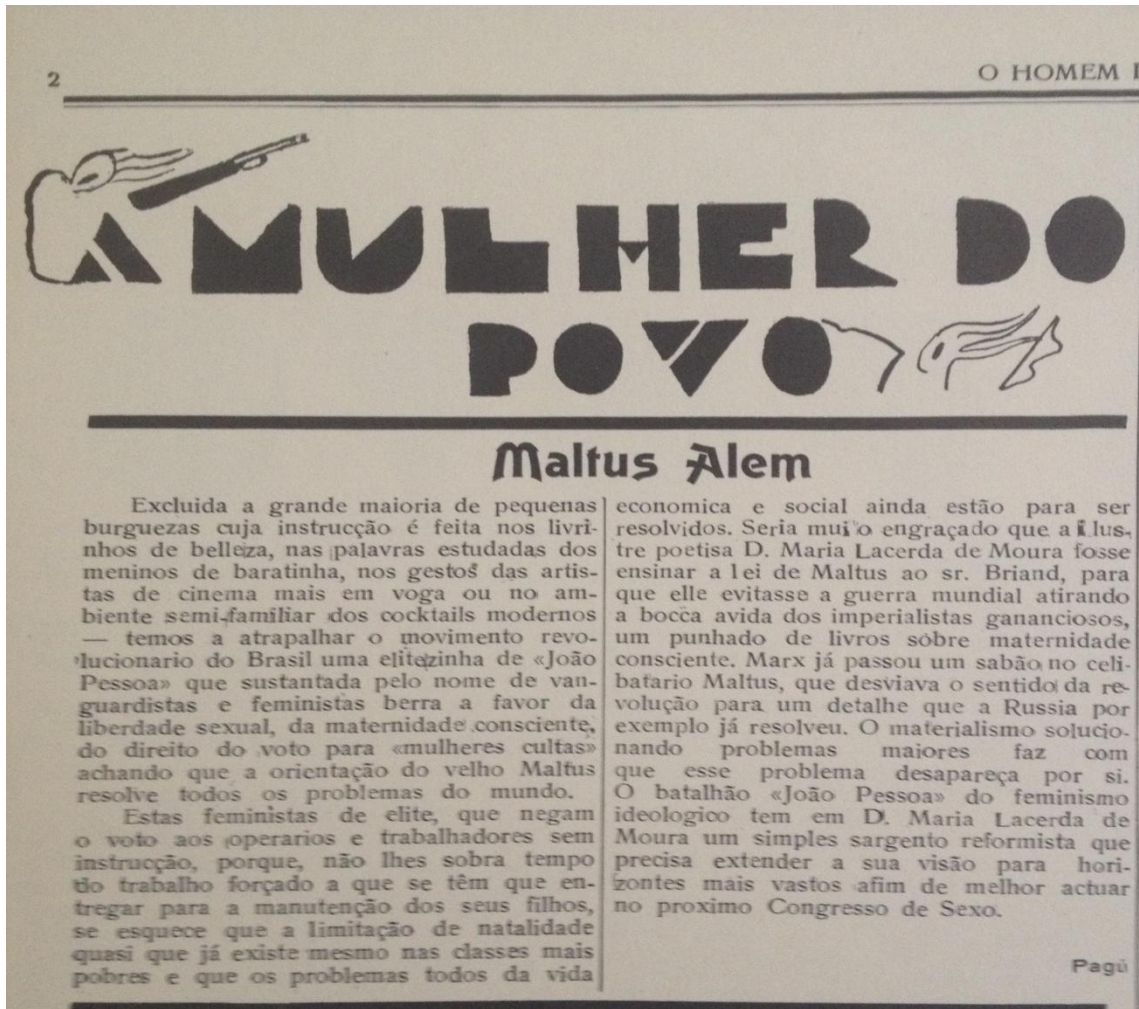 2
O HOMEM
A MULHER DO
POVO
Maltus Alem
Excluida a grande maioria de pequenas
burguezas cuja instrucção é feita nos livri-
nhos de belleza, nas palavras estudadas dos
meninos de baratinha, nos gestos das artis-
tas de cinema mais em voga ou no am-
biente semi-familiar dos cocktails modernos
— temos a atrapalhar o movimento revo-
lucionario do Brasil uma elitezinha de «João
Pessoa» que sustantada pelo nome de van-
guardistas e feministas berra a favor da
liberdade sexual, da maternidade consciente,
do direito do voto para «mulheres cultas»
achando que a orientação do velho Maltus
resolve todos os problemas do mundo.
Estas feministas de elite, que negam
o voto aos operarios e trabalhadores sem
instrucção, porque, não lhes sobra tempo
do trabalho forçado a que se têm que en-
tregar para a manutenção dos seus filhos,
se esquece que a limitação de natalidade
quasi que já existe mesmo nas classes mais
pobres e que os problemas todos da vida
economica e social ainda estão para ser
resolvidos. Seria muito engraçado que a ilus-
tre poetisa D. Maria Lacerda de Moura fosse
ensinar a lei de Maltus ao sr. Briand, para
que elle evitasse a guerra mundial atirando
a bocca avida dos imperialistas gananciosos,
um punhado de livros sobre maternidade
consciente. Marx já passou um sabão no celi-
batario Maltus, que desviava o sentido da re-
volução para um detalhe que a Russia por
exemplo já resolveu. O materialismo solucio-
nando problemas maiores faz com
que esse problema desapareça por si.
O batalhão «João Pessoa» do feminismo
ideologico tem em D. Maria Lacerda de
Moura um simples sargento reformista que
precisa extender a sua visão para hori-
zontes mais vastos afim de melhor actuar
no proximo Congresso de Sexo.
Pagú